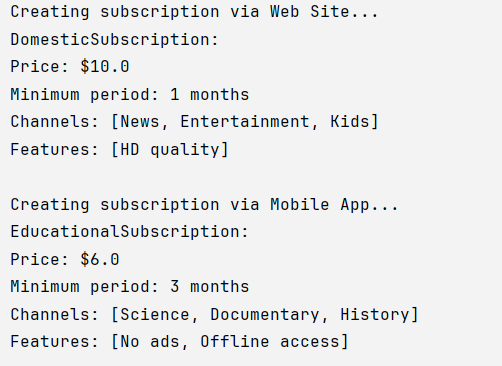 Creating subscription via Web Site...
DomesticSubscription:
Price: $10.0
Minimum period: 1 months
Channels: [News, Entertainment, Kids]
Features: [HD quality]

Creating subscription via Mobile App...
EducationalSubscription:
Price: $6.0
Minimum period: 3 months
Channels: [Science, Documentary, History]
Features: [No ads, Offline access]